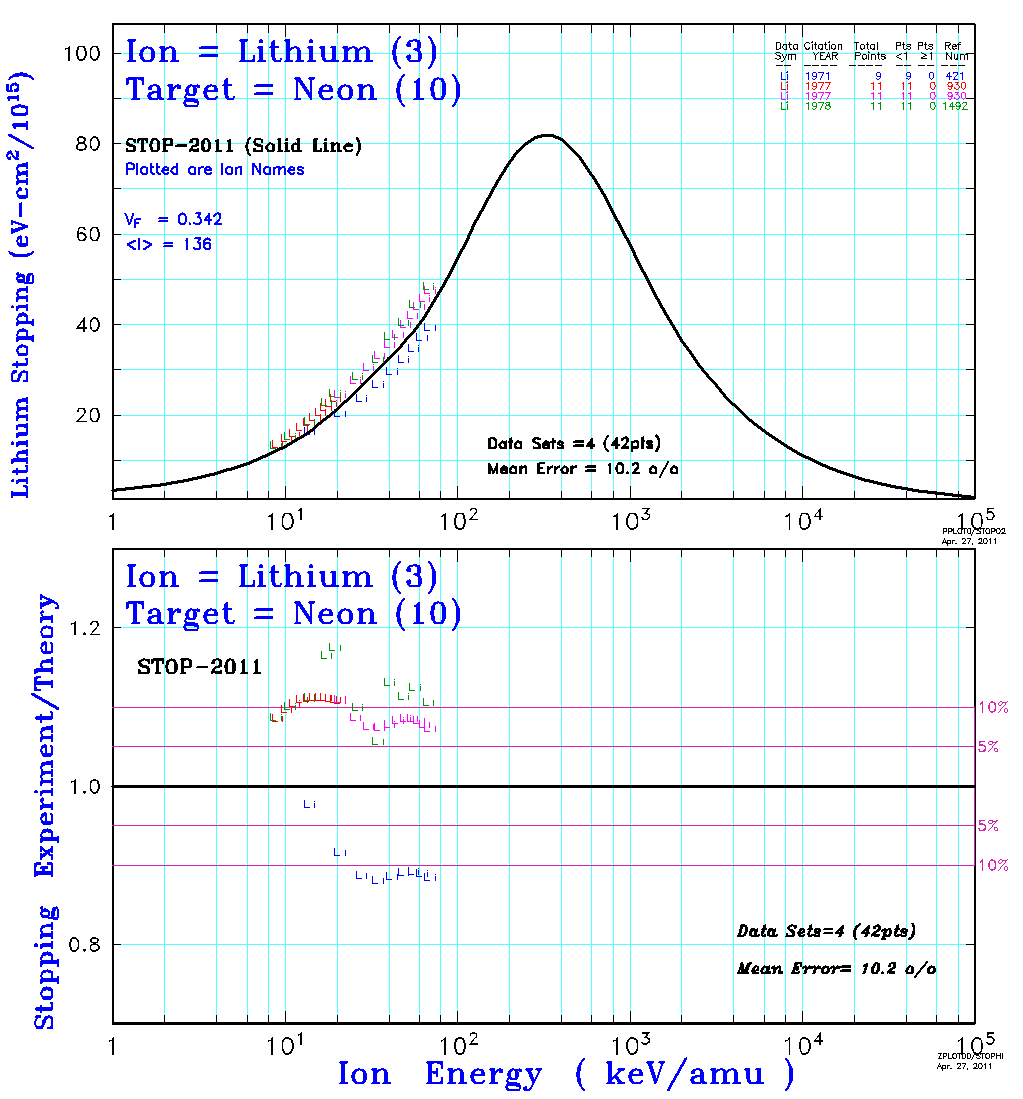 Ion = Lithium (3)
Target = Neon (10)
STOP-2011 (Solid Line)
Plotted are Ion Names
V_F = 0.342
<I> = 136
Data Citation Total Pts Pts Ref
Sym YEAR Points <1 ≥1 Num
Li 1971 9 9 0 421
Li 1977 11 11 0 930
Li 1977 11 11 0 930
Li 1978 11 11 0 1492
100
80
60
40
20
Lithium Stopping (eV-cm²/10¹⁵)
Data Sets =4 (42pts)
Mean Error = 10.2 o/o
1 10¹ 10² 10³ 10⁴ 10⁵
PPLOT0/STOP02
Apr. 27, 2011
Ion = Lithium (3)
Target = Neon (10)
STOP-2011
1.2
1.0
0.8
10%
5%
5%
10%
Stopping Experiment/Theory
Data Sets=4 (42pts)
Mean Error= 10.2 o/o
1 10¹ 10² 10³ 10⁴ 10⁵
Ion Energy ( keV/amu )
Apr. 27, 2011